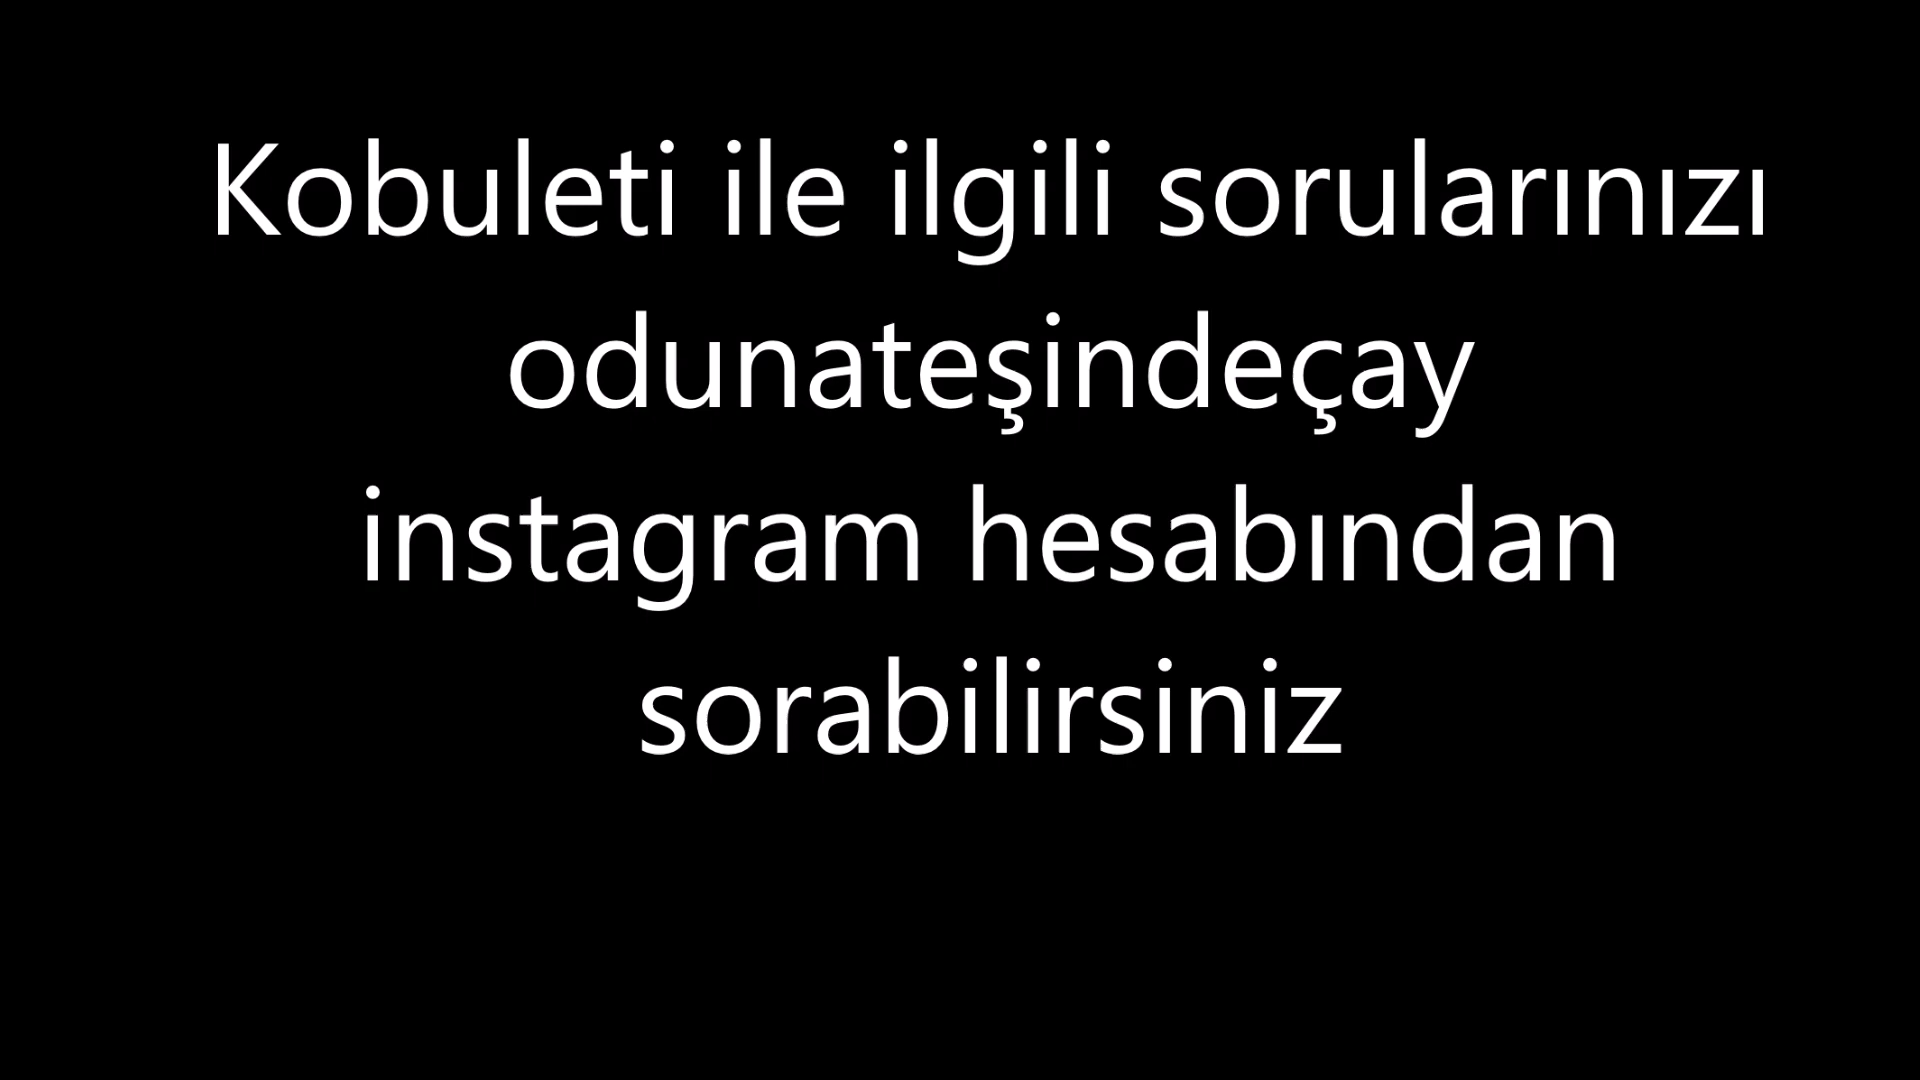 Kobuleti ile ilgili sorularınızı
odunateşindeçay
instagram hesabından
sorabilirsiniz